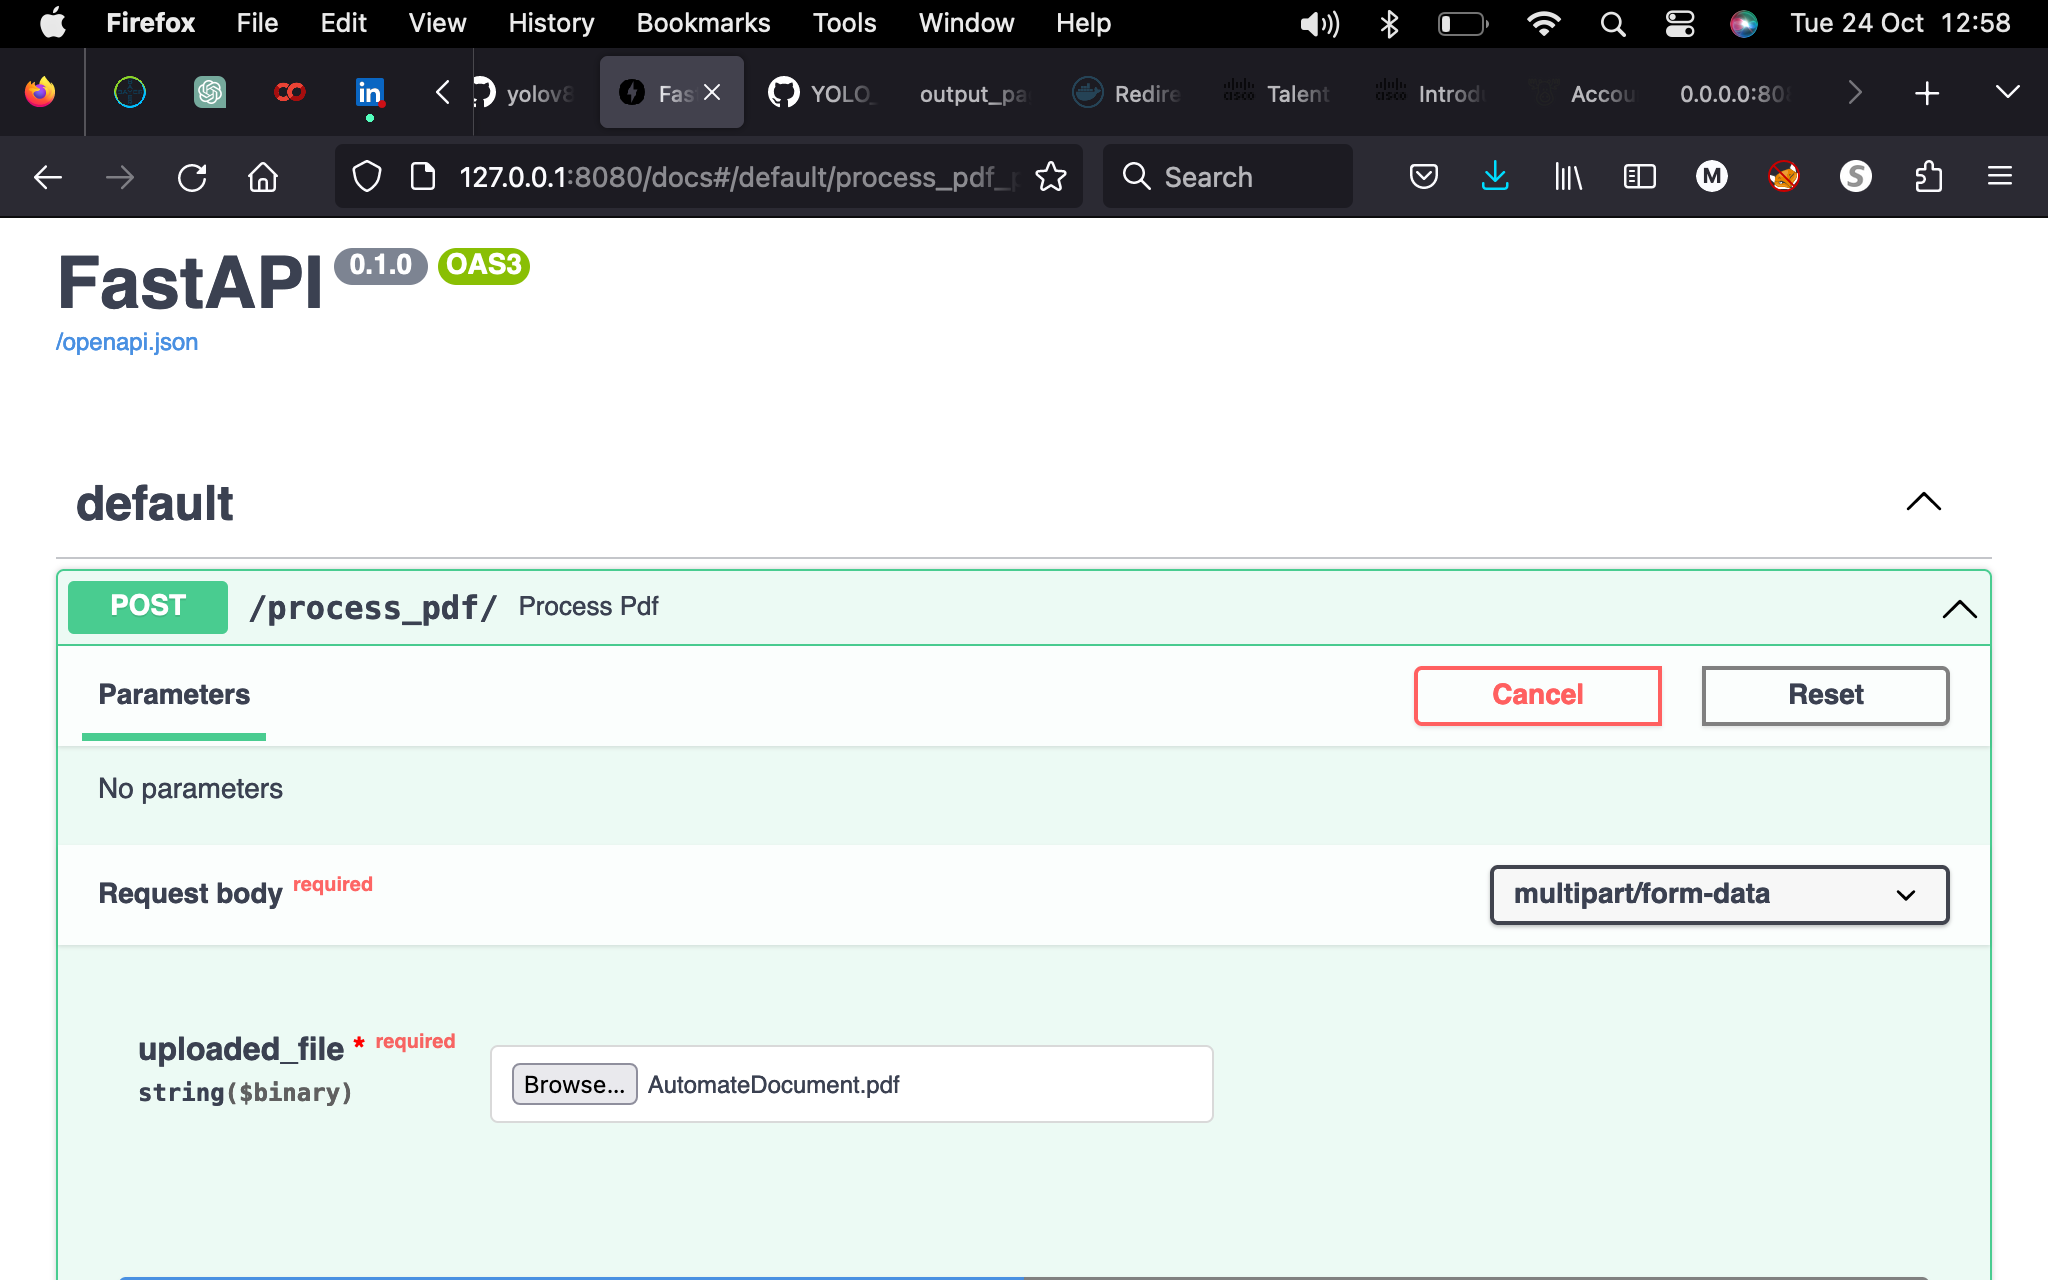 Firefox File Edit View History Bookmarks Tools Window Help Tue 24 Oct 12:58
in yolov8 Fas YOLO_ output_pa Redire Talent Introd Accou 0.0.0.0:80
127.0.0.1:8080/docs#/default/process_pdf_ Search M S
FastAPI 0.1.0 OAS3
/openapi.json
default
POST /process_pdf/ Process Pdf
Parameters Cancel Reset
No parameters
Request body required multipart/form-data
uploaded_file * required
string($binary)
Browse... AutomateDocument.pdf